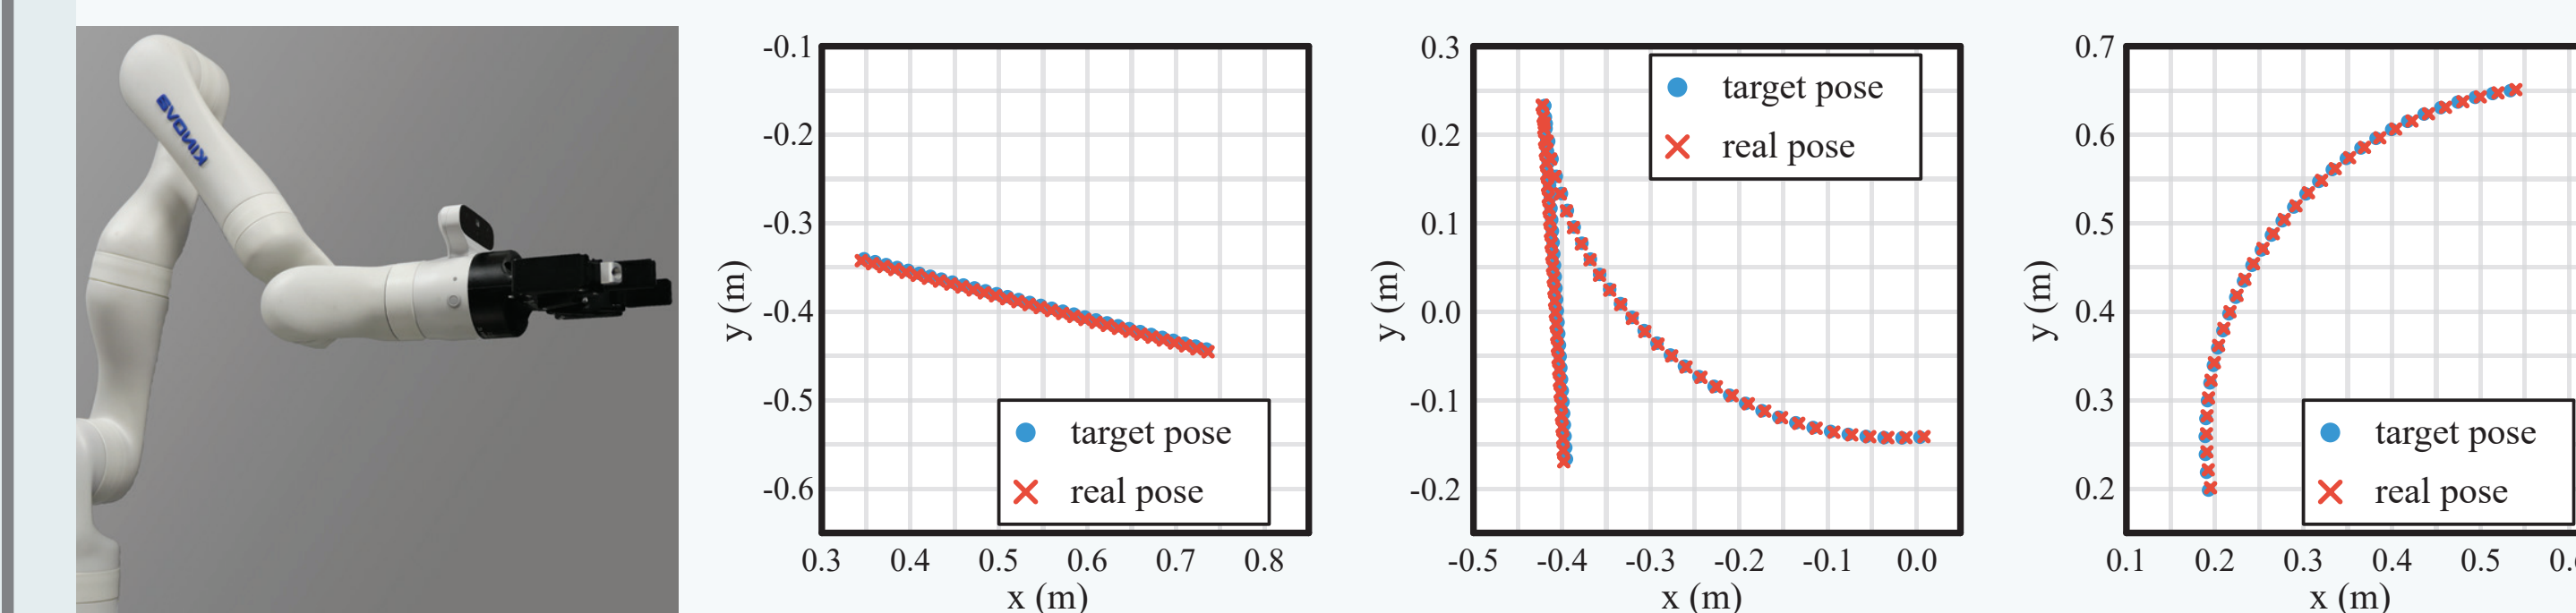 KINOVA
-0.1
-0.2
-0.3
-0.4
-0.5
-0.6
y (m)
target pose
real pose
0.3 0.4 0.5 0.6 0.7 0.8
x (m)
0.3
0.2
0.1
0.0
-0.1
-0.2
y (m)
target pose
real pose
-0.5 -0.4 -0.3 -0.2 -0.1 0.0
x (m)
0.7
0.6
0.5
0.4
0.3
0.2
y (m)
target pose
real pose
0.1 0.2 0.3 0.4 0.5
x (m)